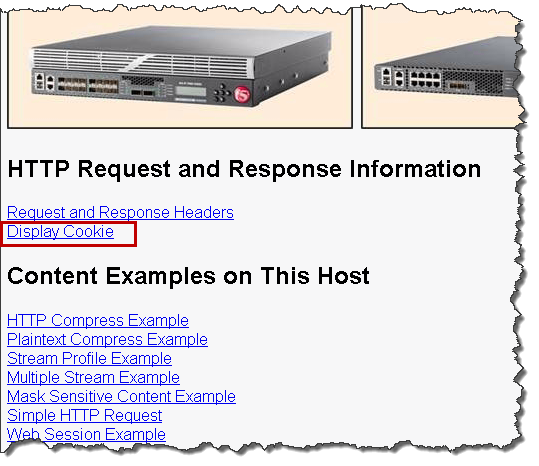 f5
HTTP Request and Response Information
Request and Response Headers
Display Cookie
Content Examples on This Host
HTTP Compress Example
Plaintext Compress Example
Stream Profile Example
Multiple Stream Example
Mask Sensitive Content Example
Simple HTTP Request
Web Session Example